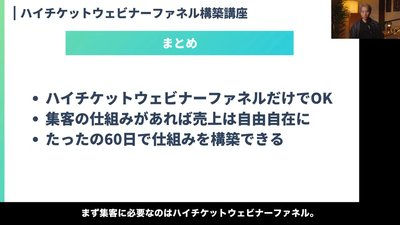 ハイチケットウェビナーファネル構築講座
まとめ
• ハイチケットウェビナーファネルだけでOK
• 集客の仕組みがあれば売上は自由自在に
• たったの60日で仕組みを構築できる
まず集客に必要なのはハイチケットウェビナーファネル。